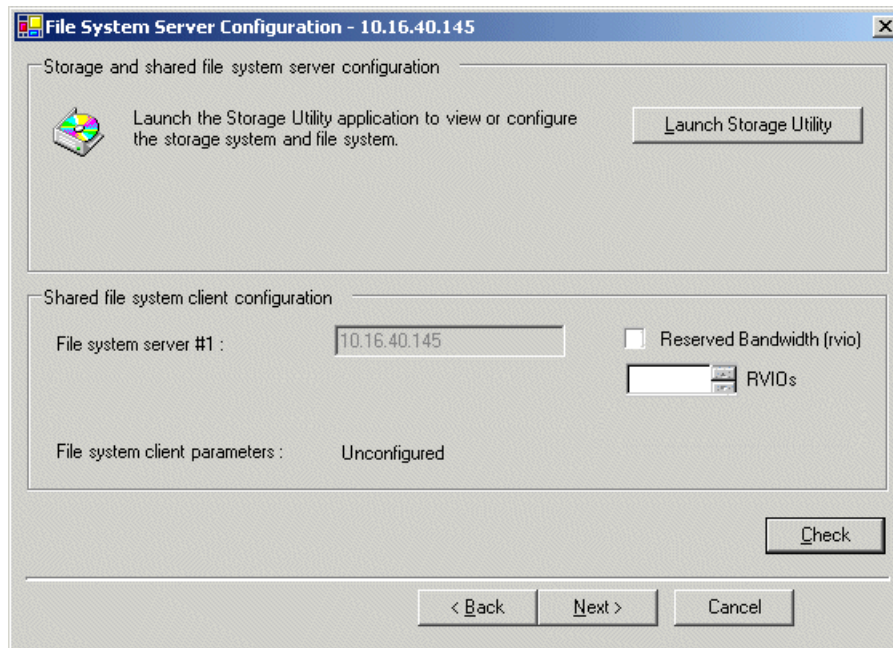 File System Server Configuration - 10.16.40.145
Storage and shared file system server configuration
Launch the Storage Utility application to view or configure
the storage system and file system.
Launch Storage Utility
Shared file system client configuration
File system server #1 :
10.16.40.145
Reserved Bandwidth (rvio)
RVIOs
File system client parameters :
Unconfigured
Check
< Back
Next >
Cancel